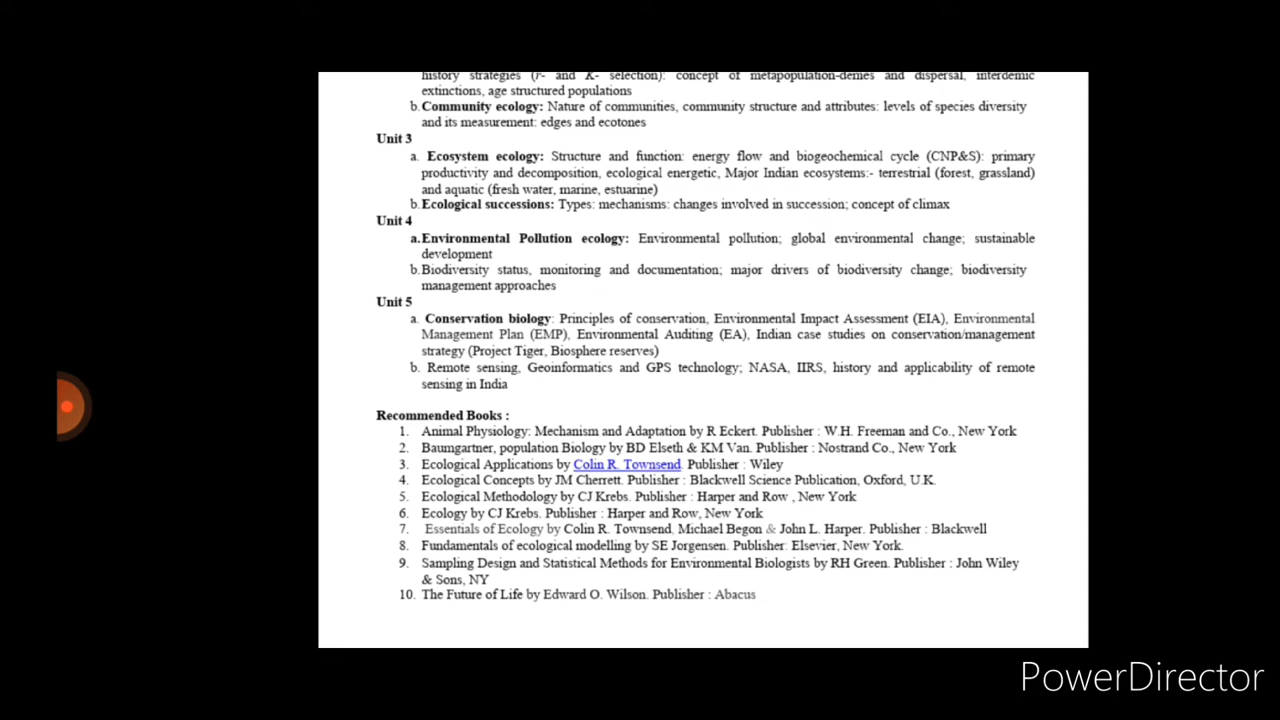 history strategies (r- and K- selection): concept of metapopulation-demes and dispersal, interdemic
extinctions, age structured populations
b. Community ecology: Nature of communities, community structure and attributes: levels of species diversity
and its measurement: edges and ecotones
Unit 3
a. Ecosystem ecology: Structure and function: energy flow and biogeochemical cycle (CNP&S): primary
productivity and decomposition, ecological energetic, Major Indian ecosystems:- terrestrial (forest, grassland)
and aquatic (fresh water, marine, estuarine)
b. Ecological successions: Types: mechanisms: changes involved in succession; concept of climax
Unit 4
a. Environmental Pollution ecology: Environmental pollution; global environmental change; sustainable
development
b. Biodiversity status, monitoring and documentation; major drivers of biodiversity change; biodiversity
management approaches
Unit 5
a. Conservation biology: Principles of conservation, Environmental Impact Assessment (EIA), Environmental
Management Plan (EMP), Environmental Auditing (EA), Indian case studies on conservation/management
strategy (Project Tiger, Biosphere reserves)
b. Remote sensing, Geoinformatics and GPS technology; NASA, IIRS, history and applicability of remote
sensing in India
Recommended Books :
1. Animal Physiology: Mechanism and Adaptation by R Eckert. Publisher : W.H. Freeman and Co., New York
2. Baumgartner, population Biology by BD Elseth & KM Van. Publisher : Nostrand Co., New York
3. Ecological Applications by Colin R. Townsend. Publisher : Wiley
4. Ecological Concepts by JM Cherrett. Publisher : Blackwell Science Publication, Oxford, U.K.
5. Ecological Methodology by CJ Krebs. Publisher : Harper and Row , New York
6. Ecology by CJ Krebs. Publisher : Harper and Row, New York
7. Essentials of Ecology by Colin R. Townsend, Michael Begon & John L. Harper. Publisher : Blackwell
8. Fundamentals of ecological modelling by SE Jorgensen. Publisher: Elsevier, New York.
9. Sampling Design and Statistical Methods for Environmental Biologists by RH Green. Publisher : John Wiley
& Sons, NY
10. The Future of Life by Edward O. Wilson. Publisher : Abacus
PowerDirector